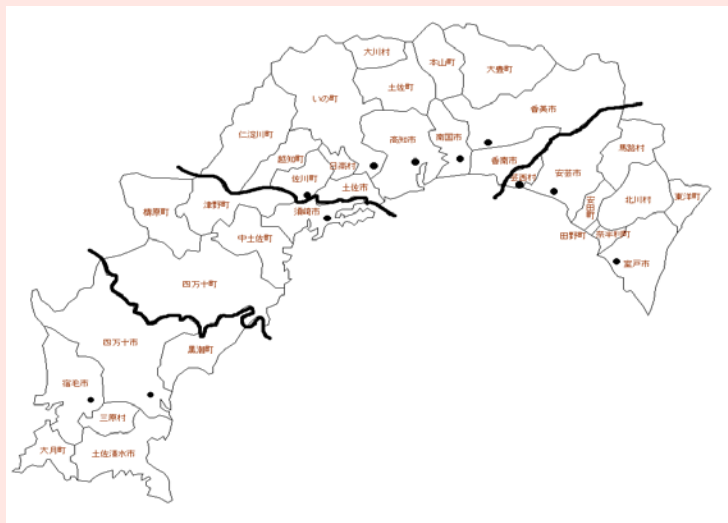 大川村
本山町
大豊町
土佐町
いの町
香美市
仁淀川町
高知市
南国市
馬路村
越知町
日高村
香南市
佐川町
芸西村
安芸市
土佐市
北川村
東洋町
津野町
安田町
梼原町
須崎市
中土佐町
田野町
奈半利町
室戸市
四万十町
四万十市
黒潮町
宿毛市
三原村
大月町
土佐清水市